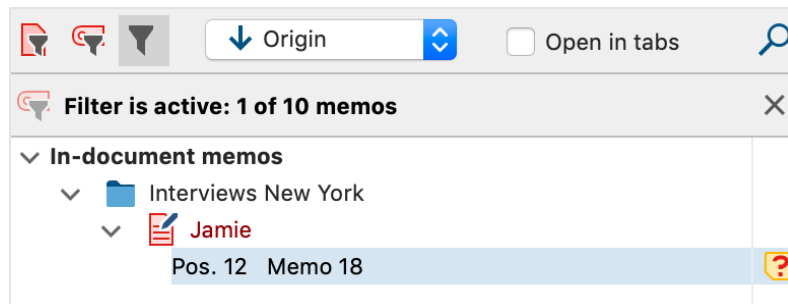 Origin Open in tabs
Filter is active: 1 of 10 memos
In-document memos
Interviews New York
Jamie
Pos. 12 Memo 18
?